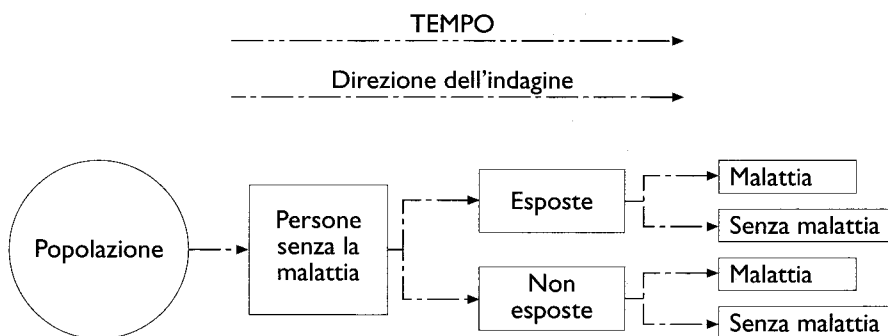 TEMPO
Direzione dell'indagine
Popolazione
Persone
senza la
malattia
Esposte
Malattia
Senza malattia
Non
esposte
Malattia
Senza malattia